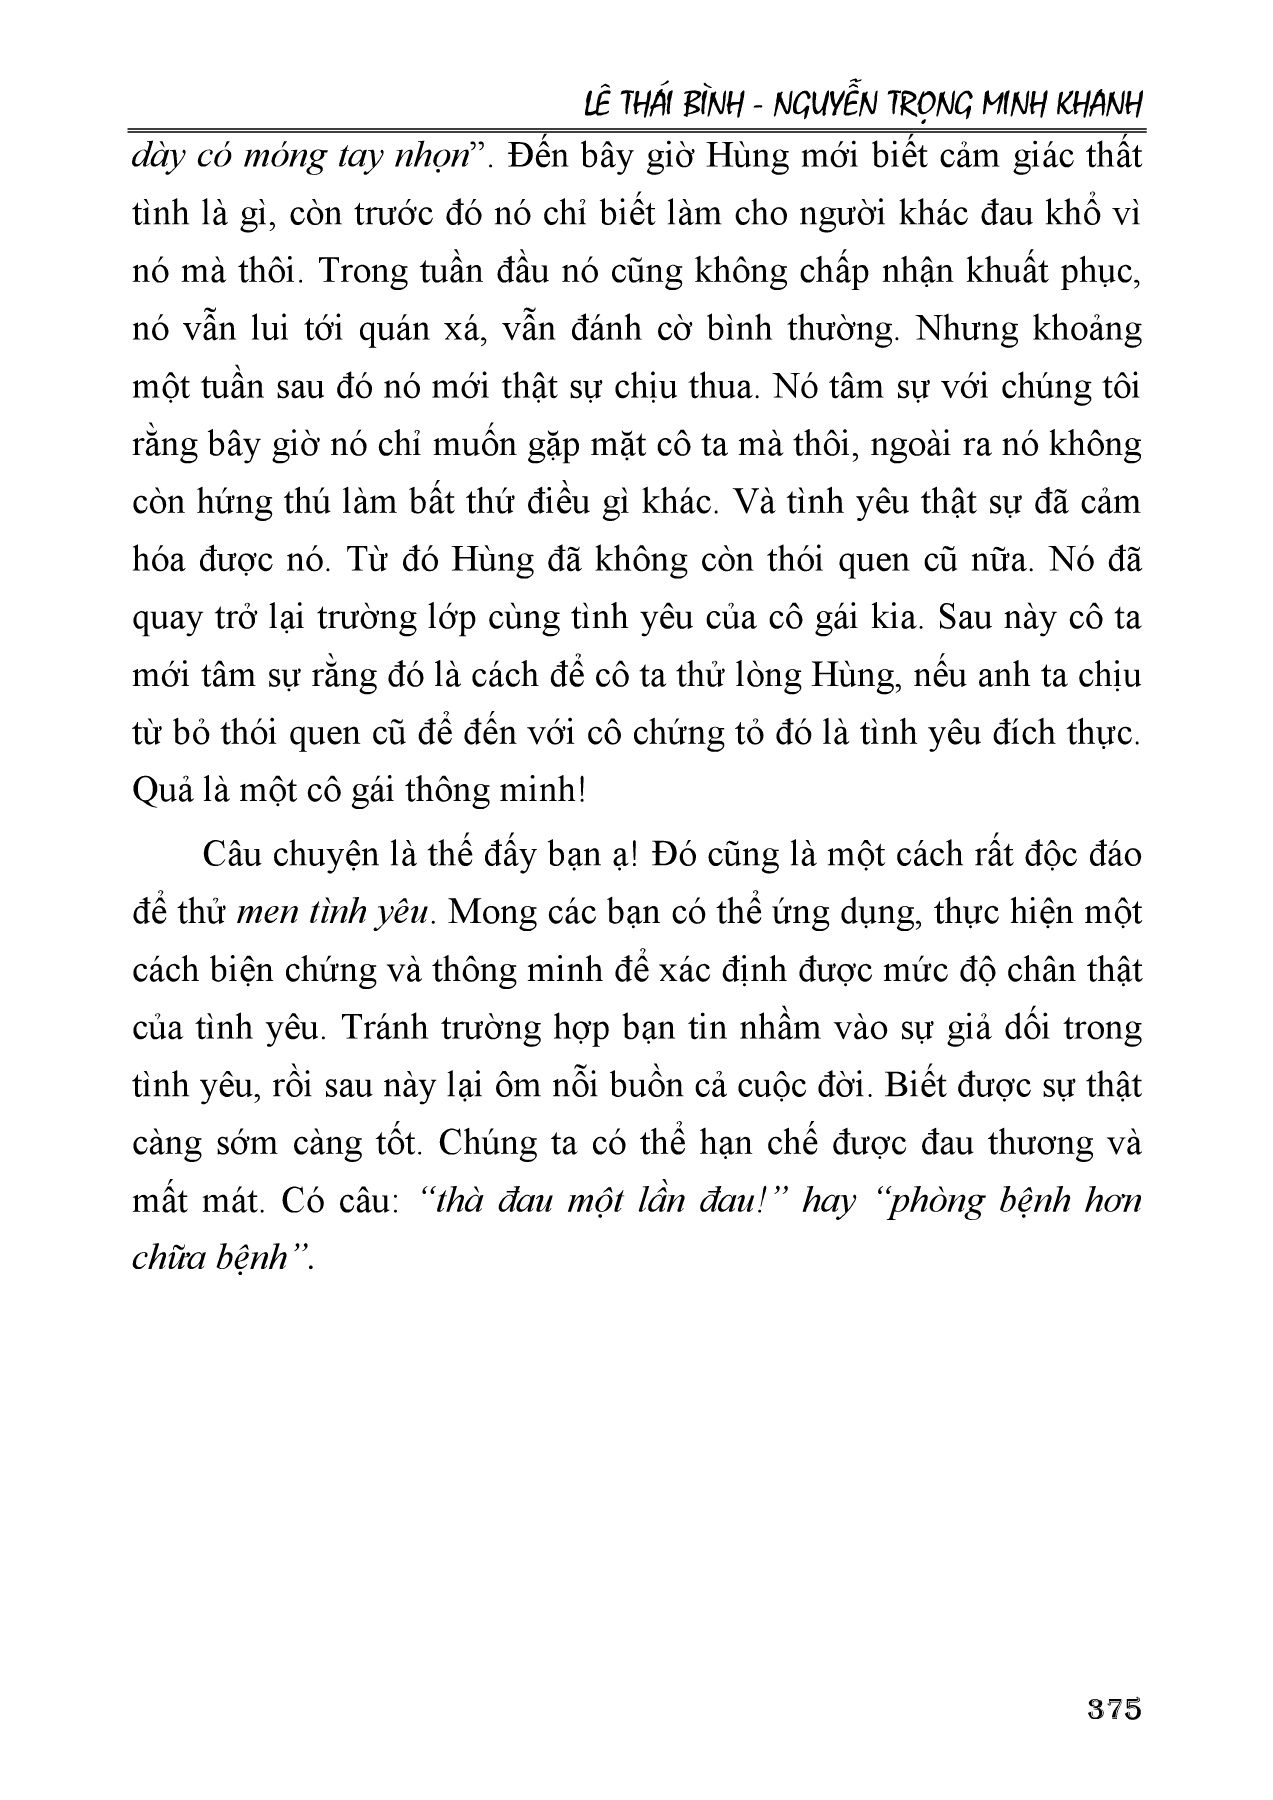 LÊ THÁI BÌNH - NGUYỄN TRỌNG MINH KHANH
dày có móng tay nhọn”. Đến bây giờ Hùng mới biết cảm giác thất
tình là gì, còn trước đó nó chỉ biết làm cho người khác đau khổ vì
nó mà thôi. Trong tuần đầu nó cũng không chấp nhận khuất phục,
nó vẫn lui tới quán xá, vẫn đánh cờ bình thường. Nhưng khoảng
một tuần sau đó nó mới thật sự chịu thua. Nó tâm sự với chúng tôi
rằng bây giờ nó chỉ muốn gặp mặt cô ta mà thôi, ngoài ra nó không
còn hứng thú làm bất thứ điều gì khác. Và tình yêu thật sự đã cảm
hóa được nó. Từ đó Hùng đã không còn thói quen cũ nữa. Nó đã
quay trở lại trường lớp cùng tình yêu của cô gái kia. Sau này cô ta
mới tâm sự rằng đó là cách để cô ta thử lòng Hùng, nếu anh ta chịu
từ bỏ thói quen cũ để đến với cô chứng tỏ đó là tình yêu đích thực.
Quả là một cô gái thông minh!
Câu chuyện là thế đấy bạn ạ! Đó cũng là một cách rất độc đáo
để thử men tình yêu. Mong các bạn có thể ứng dụng, thực hiện một
cách biện chứng và thông minh để xác định được mức độ chân thật
của tình yêu. Tránh trường hợp bạn tin nhầm vào sự giả dối trong
tình yêu, rồi sau này lại ôm nỗi buồn cả cuộc đời. Biết được sự thật
càng sớm càng tốt. Chúng ta có thể hạn chế được đau thương và
mất mát. Có câu: “thà đau một lần đau!” hay “phòng bệnh hơn
chữa bệnh”.
375